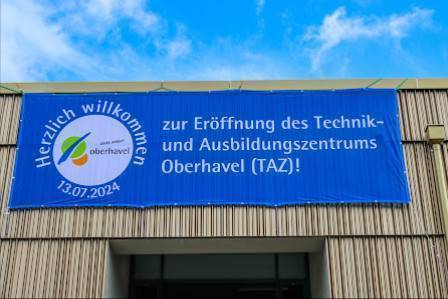 Herzlich willkommen
oberhavel
13.07.2024
zur Eröffnung des Technik-
und Ausbildungszentrums
Oberhavel (TAZ)!